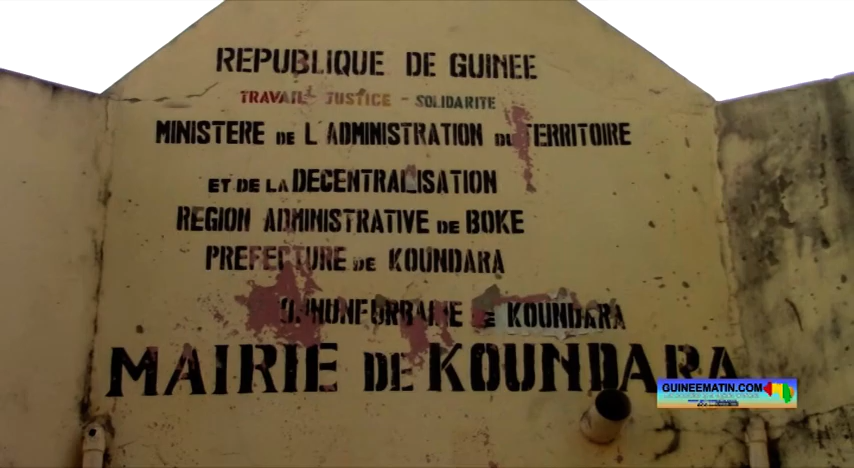 REPUBLIQUE DE GUINEE
TRAVAIL JUSTICE - SOLIDARITE
MINISTERE DE L'ADMINISTRATION DU TERRITOIRE
ET DE LA DECENTRALISATION
REGION ADMINISTRATIVE DE BOKE
PREFECTURE DE KOUNDARA
URBAINE KOUNDARA
MAIRIE DE KOUNDARA
GUINEEMATIN.COM